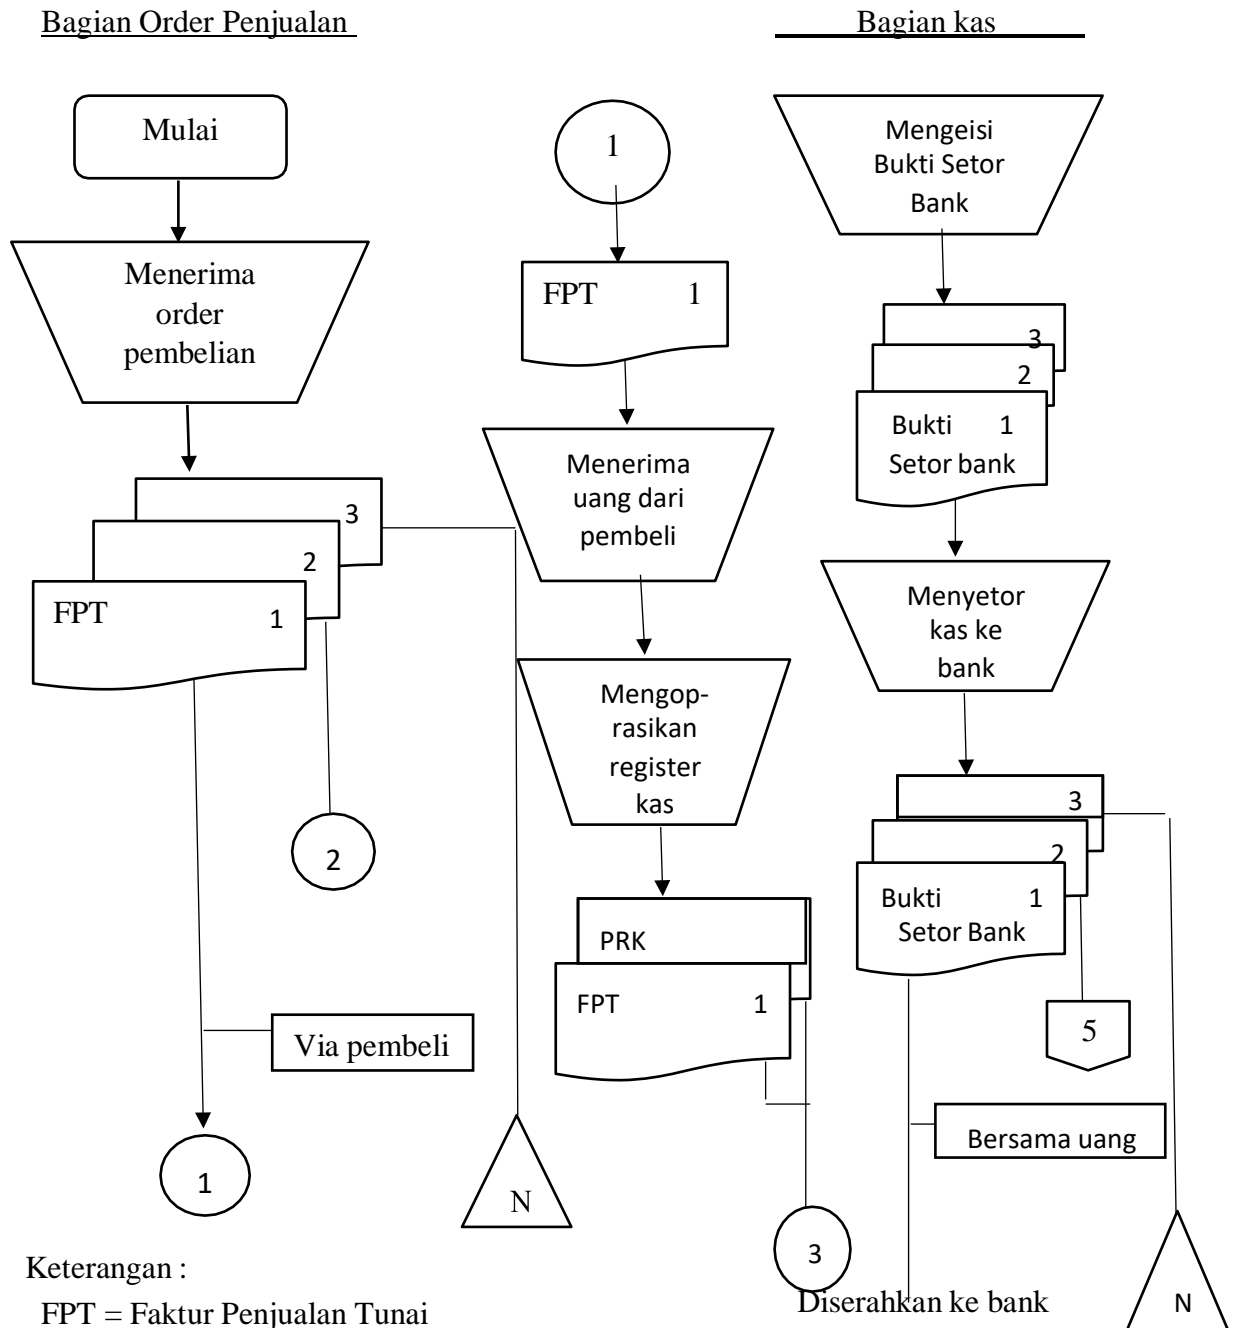 Bagian Order Penjualan
Bagian kas
Mulai
Menerima
order
pembelian
3
2
FPT 1
2
Via pembeli
1
N
1
FPT 1
Menerima
uang dari
pembeli
Mengop-
rasikan
register
kas
PRK
FPT 1
3
Mengeisi
Bukti Setor
Bank
3
2
Bukti 1
Setor bank
Menyetor
kas ke
bank
3
2
Bukti 1
Setor Bank
5
Bersama uang
Diserahkan ke bank
N
Keterangan :
FPT = Faktur Penjualan Tunai